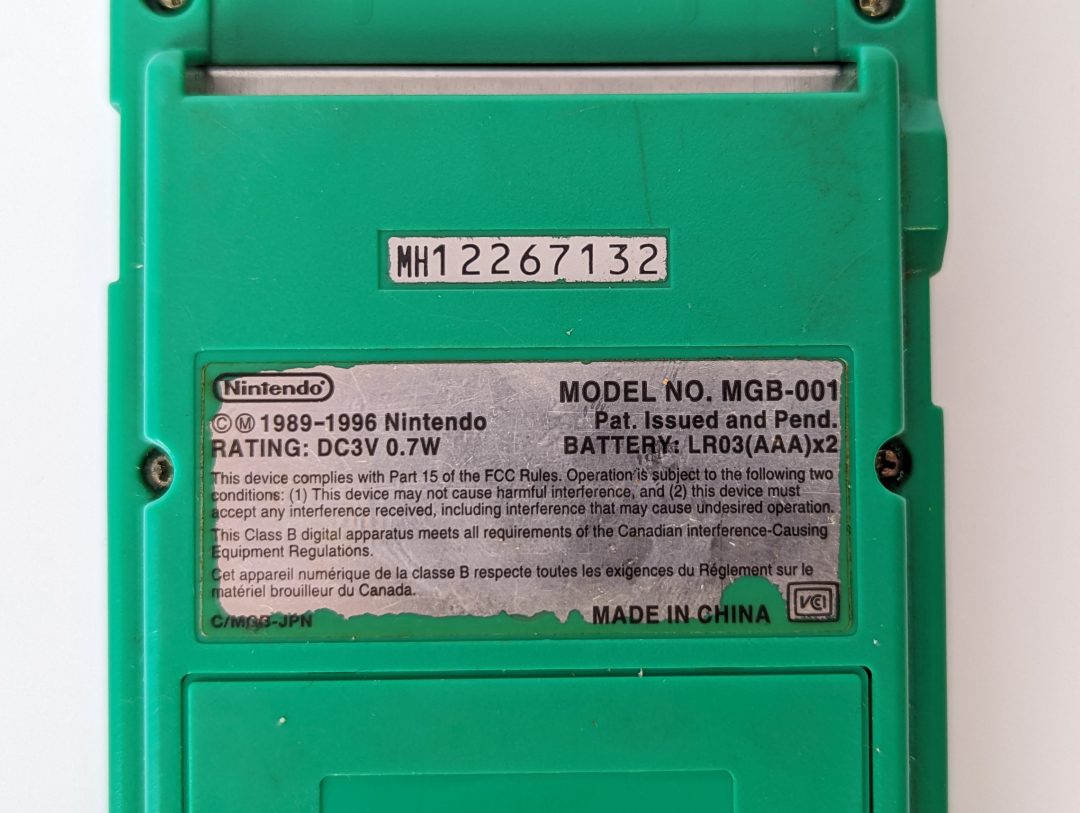 MH12267132
Nintendo®
MODEL NO. MGB-001
©Ⓜ 1989-1996 Nintendo
Pat. Issued and Pend.
RATING: DC3V 0.7W
BATTERY: LR03(AAA)x2
This device complies with Part 15 of the FCC Rules. Operation is subject to the following two
conditions: (1) This device may not cause harmful interference, and (2) this device must
accept any interference received, including interference that may cause undesired operation.
This Class B digital apparatus meets all requirements of the Canadian interference-Causing
Equipment Regulations.
Cet appareil numérique de la classe B respecte toutes les exigences du Réglement sur le
matériel brouilleur du Canada.
C/MGB-JPN
MADE IN CHINA
VCI